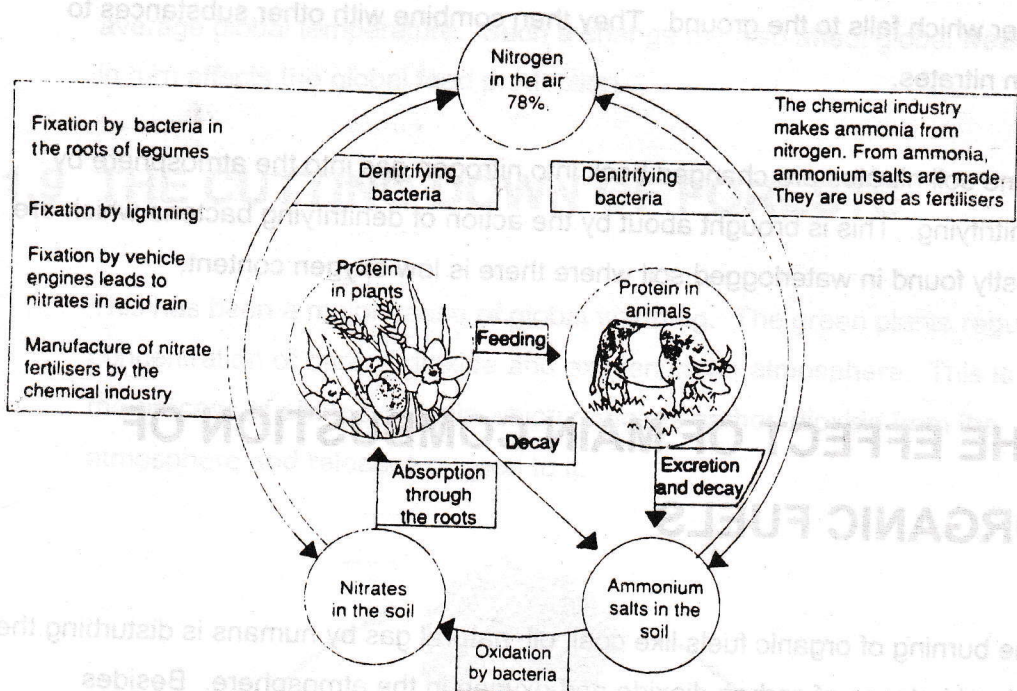 Nitrogen
in the air
78%.
Fixation by bacteria in
the roots of legumes
Fixation by lightning
Fixation by vehicle
engines leads to
nitrates in acid rain
Manufacture of nitrate
fertilisers by the
chemical industry
The chemical industry
makes ammonia from
nitrogen. From ammonia,
ammonium salts are made.
They are used as fertilisers
Denitrifying
bacteria
Denitrifying
bacteria
Protein
in plants
Feeding
Protein in
animals
Decay
Absorption
through
the roots
Excretion
and decay
Nitrates
in the soil
Ammonium
salts in the
soil
Oxidation
by bacteria